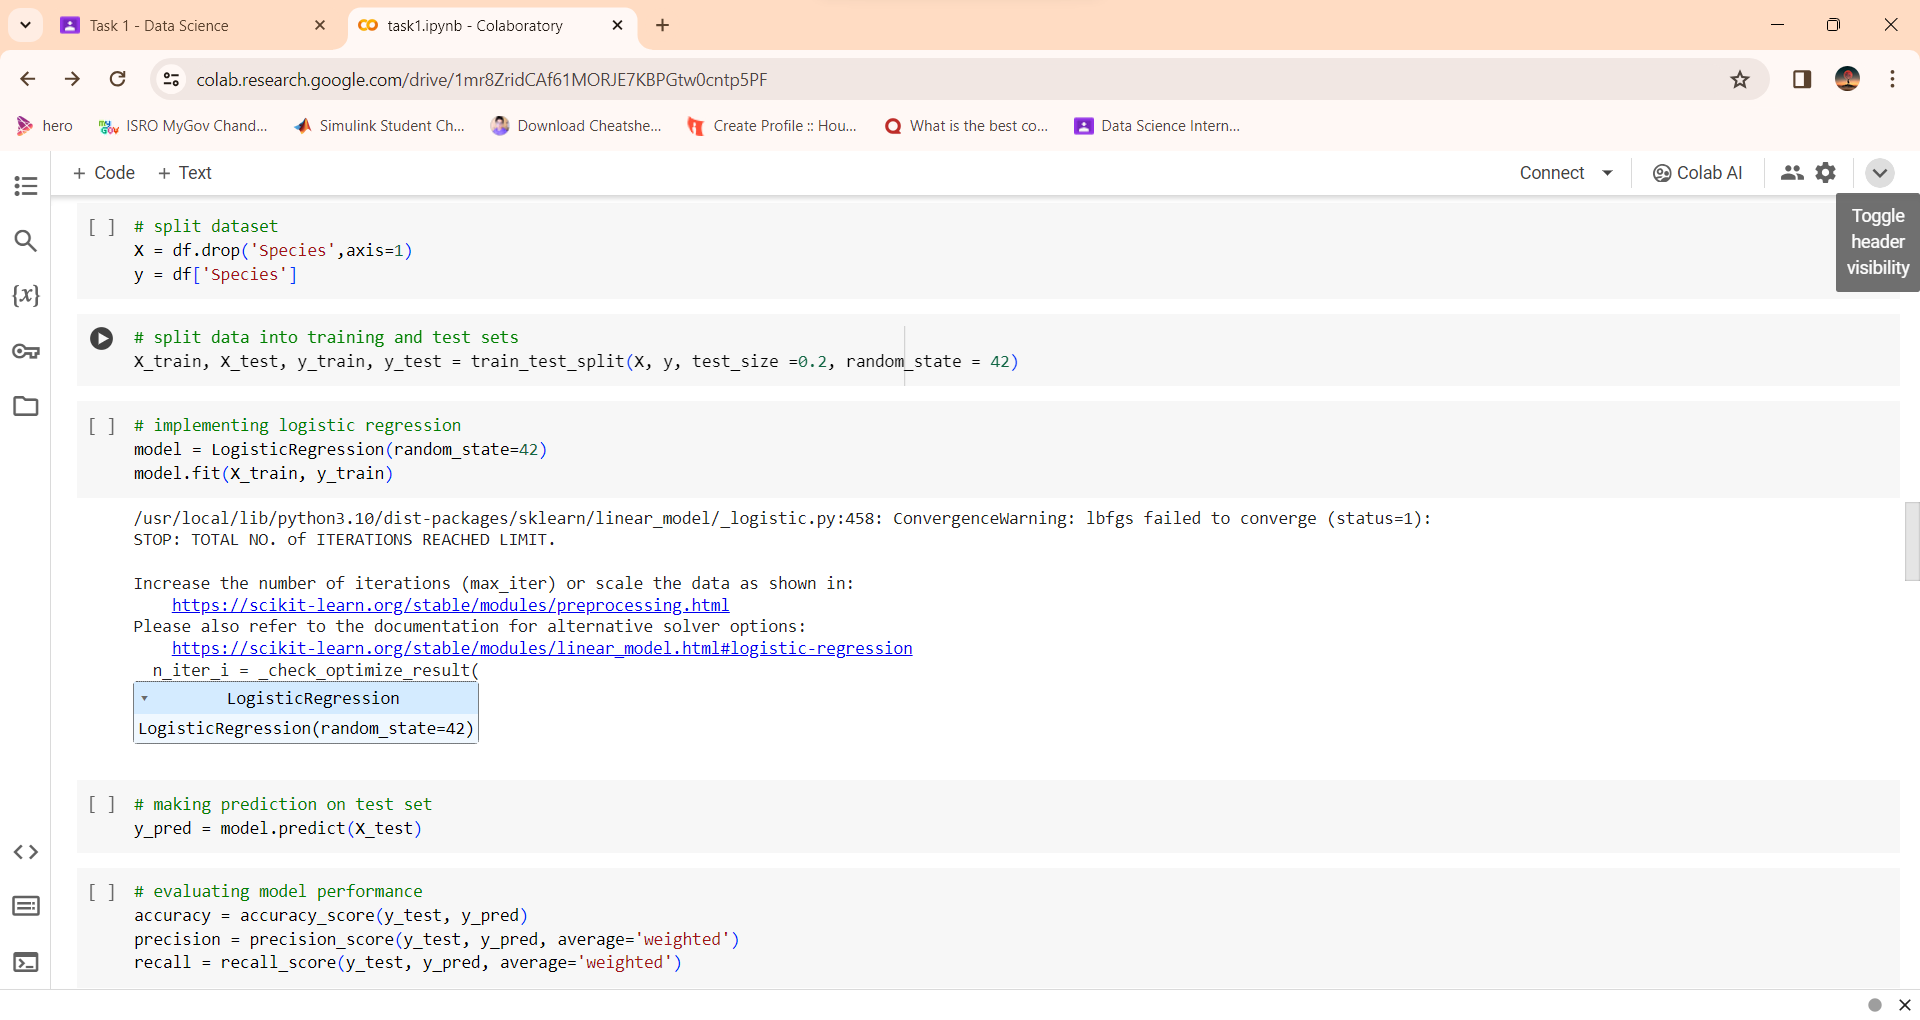 Task 1 - Data Science
task1.ipynb - Colaboratory
colab.research.google.com/drive/1mr8ZridCAf61MORJE7KBPGtw0cntp5PF
hero
ISRO MyGov Chand...
Simulink Student Ch...
Download Cheatshe...
Create Profile :: Hou...
What is the best co...
Data Science Intern...
+ Code + Text
Connect
Colab AI
Toggle
header
visibility
[ ] # split dataset
X = df.drop('Species',axis=1)
y = df['Species']
# split data into training and test sets
X_train, X_test, y_train, y_test = train_test_split(X, y, test_size =0.2, random_state = 42)
[ ] # implementing logistic regression
model = LogisticRegression(random_state=42)
model.fit(X_train, y_train)
/usr/local/lib/python3.10/dist-packages/sklearn/linear_model/_logistic.py:458: ConvergenceWarning: lbfgs failed to converge (status=1):
STOP: TOTAL NO. of ITERATIONS REACHED LIMIT.
Increase the number of iterations (max_iter) or scale the data as shown in:
https://scikit-learn.org/stable/modules/preprocessing.html
Please also refer to the documentation for alternative solver options:
https://scikit-learn.org/stable/modules/linear_model.html#logistic-regression
n_iter_i = _check_optimize_result(
LogisticRegression
LogisticRegression(random_state=42)
[ ] # making prediction on test set
y_pred = model.predict(X_test)
[ ] # evaluating model performance
accuracy = accuracy_score(y_test, y_pred)
precision = precision_score(y_test, y_pred, average='weighted')
recall = recall_score(y_test, y_pred, average='weighted')